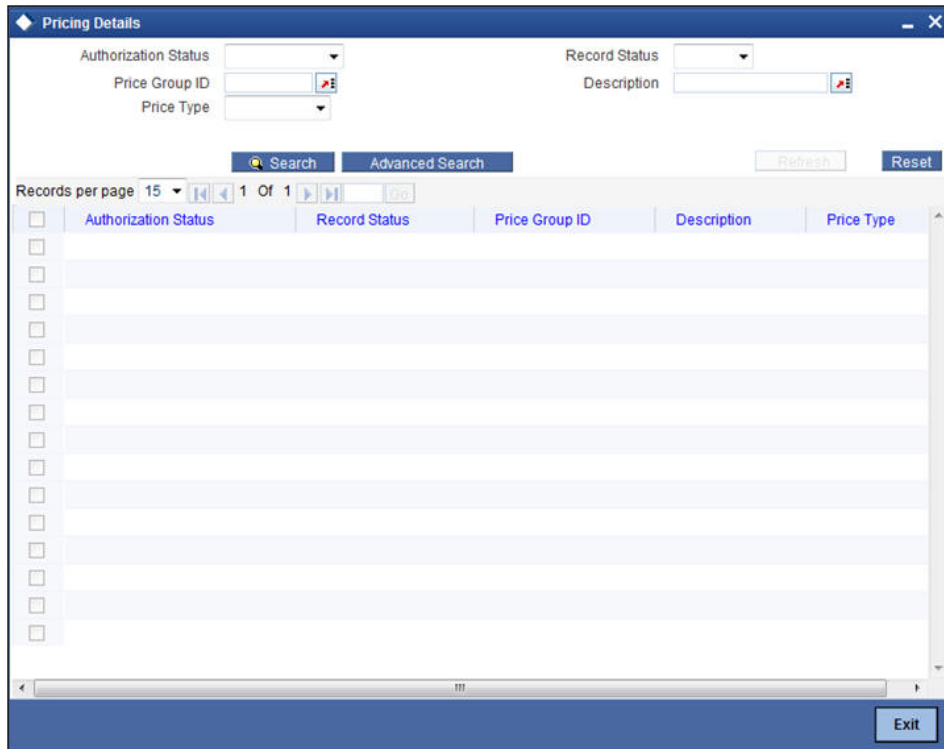 Pricing Details
Authorization Status Record Status
Price Group ID Description
Price Type
Search Advanced Search Refresh Reset
Records per page 15 1 Of 1 Go
Authorization Status Record Status Price Group ID Description Price Type
Exit